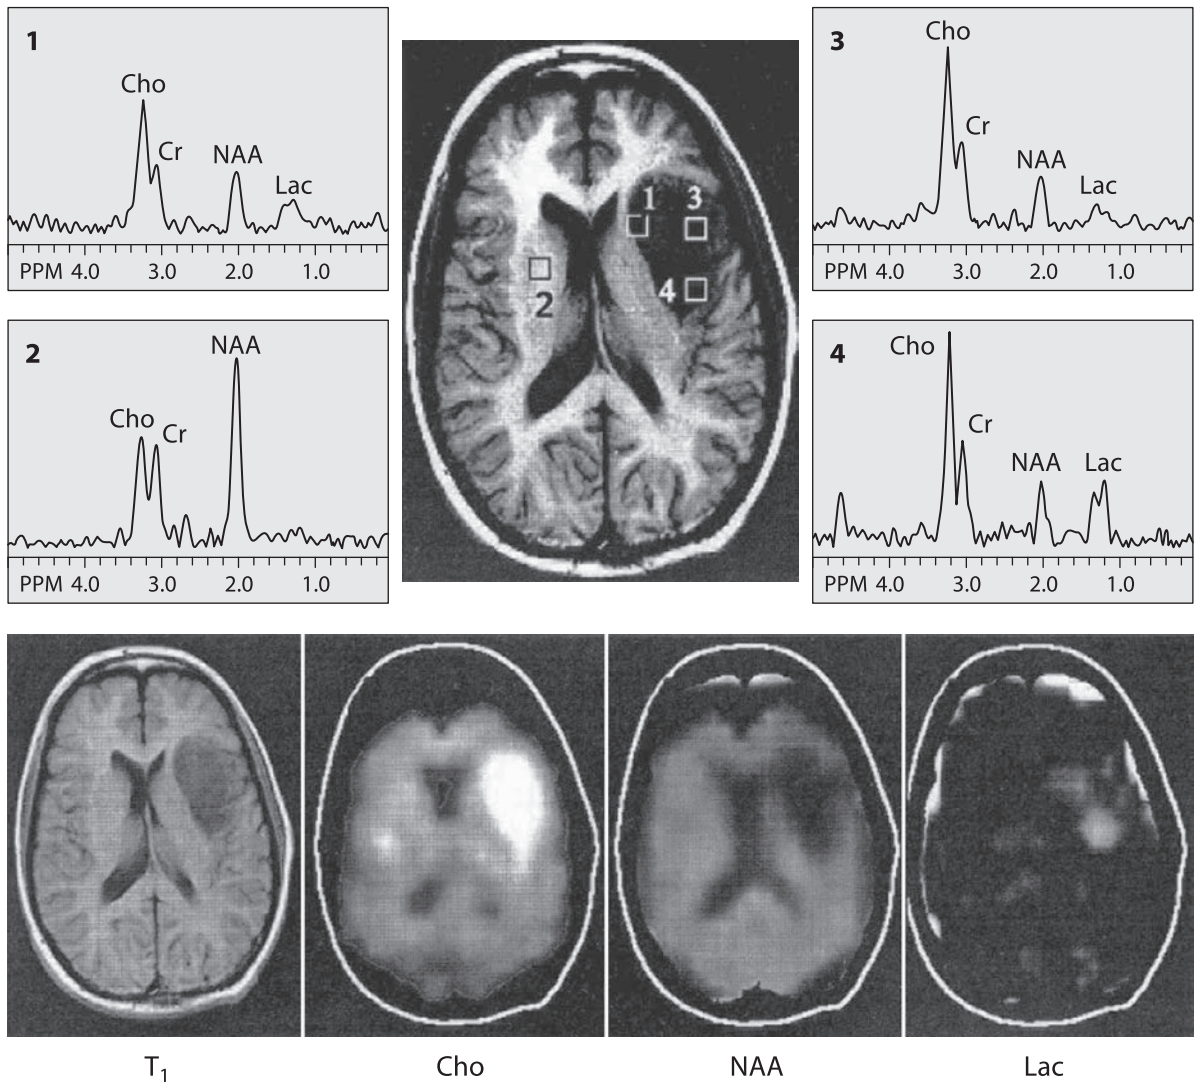 1
Cho
Cr
NAA
Lac
PPM 4.0 3.0 2.0 1.0
2
NAA
Cho
Cr
PPM 4.0 3.0 2.0 1.0
1 3
2
4
3
Cho
Cr
NAA
Lac
PPM 4.0 3.0 2.0 1.0
4
Cho
Cr
NAA Lac
PPM 4.0 3.0 2.0 1.0
T1 Cho NAA Lac